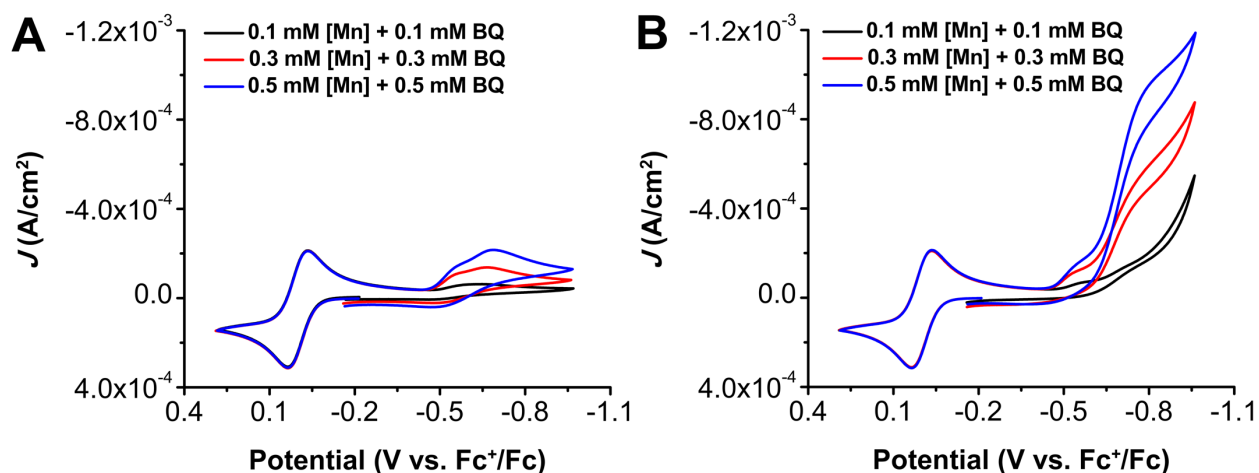 A
0.1 mM [Mn] + 0.1 mM BQ
0.3 mM [Mn] + 0.3 mM BQ
0.5 mM [Mn] + 0.5 mM BQ
-1.2x10⁻³
-8.0x10⁻⁴
-4.0x10⁻⁴
0.0
4.0x10⁻⁴
J (A/cm²)
0.4 0.1 -0.2 -0.5 -0.8 -1.1
Potential (V vs. Fc⁺/Fc)
B
0.1 mM [Mn] + 0.1 mM BQ
0.3 mM [Mn] + 0.3 mM BQ
0.5 mM [Mn] + 0.5 mM BQ
-1.2x10⁻³
-8.0x10⁻⁴
-4.0x10⁻⁴
0.0
4.0x10⁻⁴
J (A/cm²)
0.4 0.1 -0.2 -0.5 -0.8 -1.1
Potential (V vs. Fc⁺/Fc)